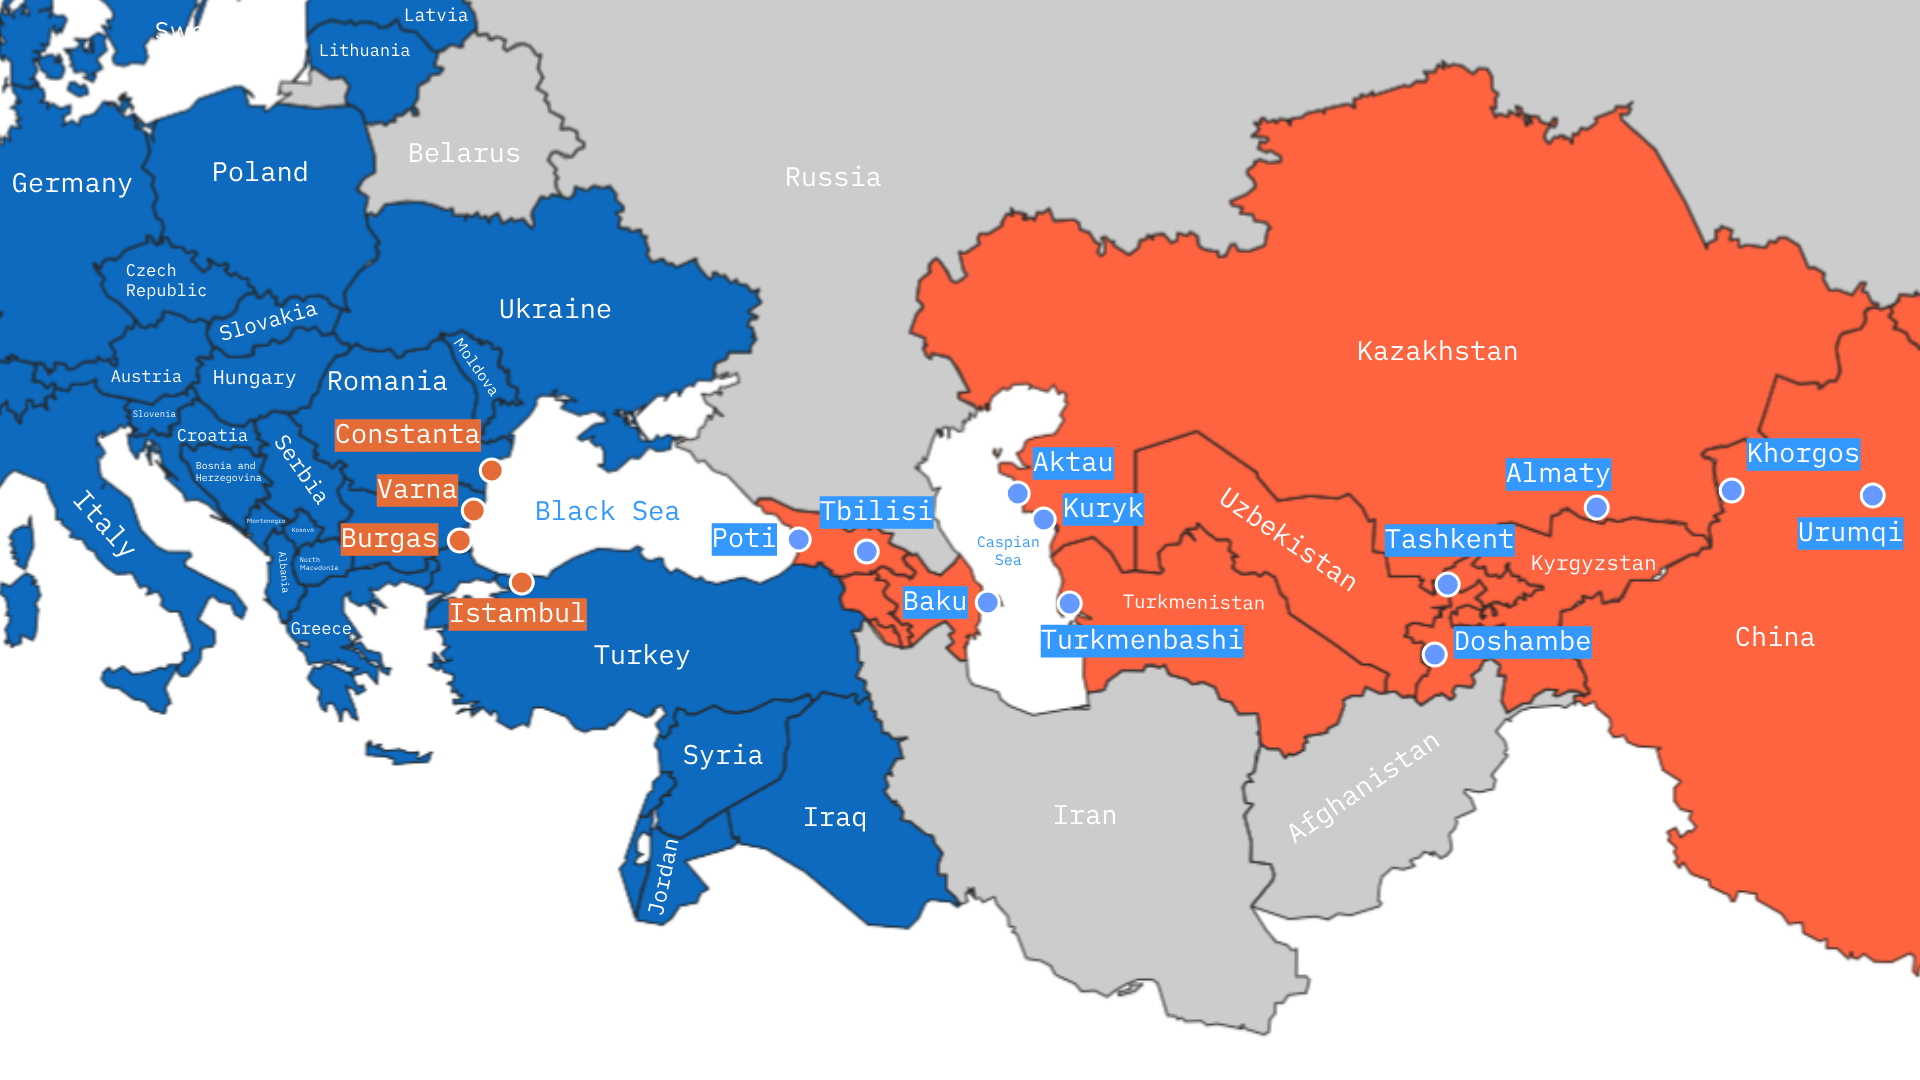 Latvia
Lithuania
Belarus
Russia
Poland
Germany
Czech
Republic
Slovakia
Ukraine
Kazakhstan
Moldova
Austria
Hungary
Romania
Slovenia
Croatia
Constanta
Serbia
Bosnia and
Herzegovina
Italy
Varna
Black Sea
Montenegro
Kosovo
Burgas
Albania
North
Macedonia
Greece
Istambul
Turkey
Poti
Tbilisi
Baku
Caspian
Sea
Aktau
Kuryk
Turkmenbashi
Turkmenistan
Uzbekistan
Tashkent
Almaty
Kyrgyzstan
Doshambe
Khorgos
Urumqi
China
Syria
Iraq
Jordan
Iran
Afghanistan